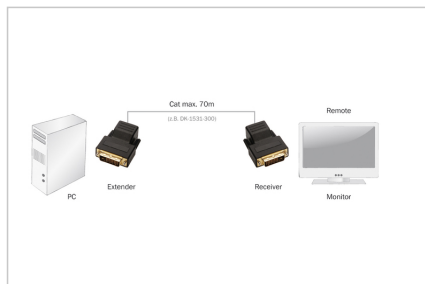 Cat max. 70m
(z.B. DK-1531-300)
Remote
Extender
Receiver
PC
Monitor